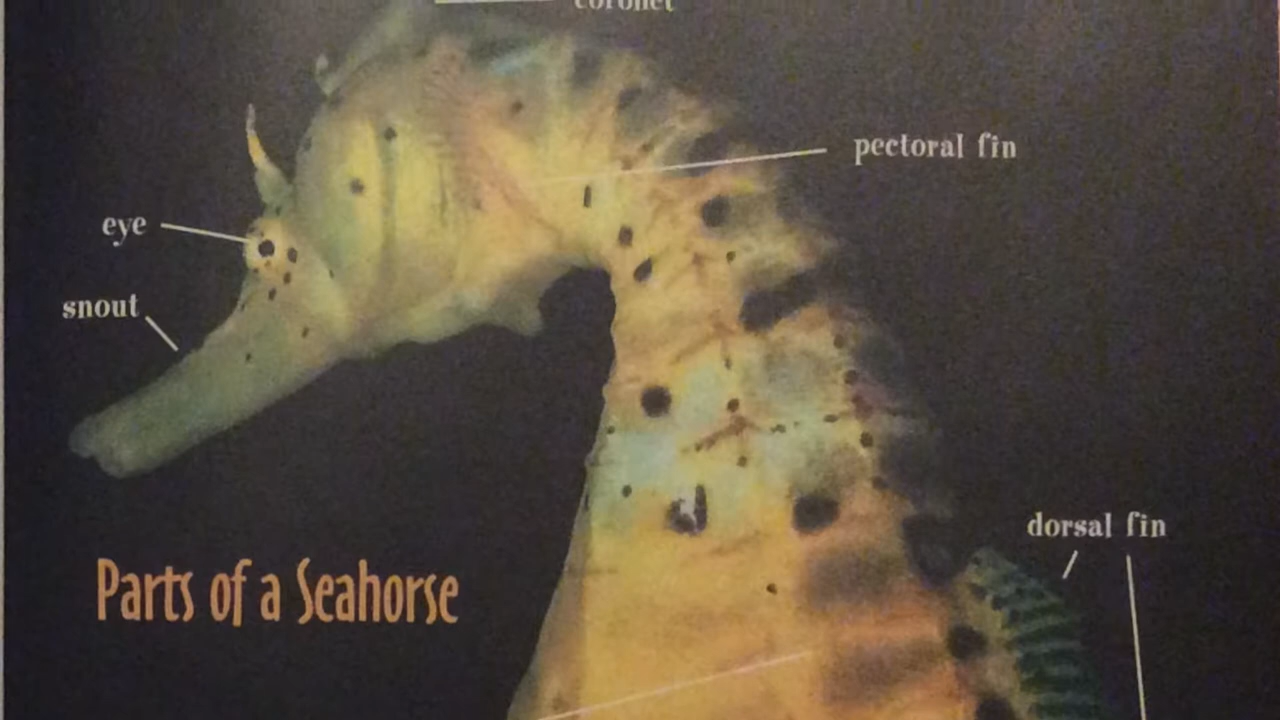 coronet
pectoral fin
eye
snout
dorsal fin
Parts of a Seahorse